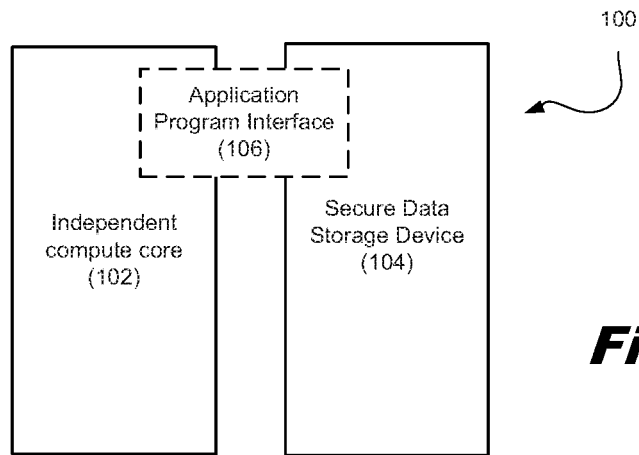 100
Application
Program Interface
(106)
Independent
compute core
(102)
Secure Data
Storage Device
(104)